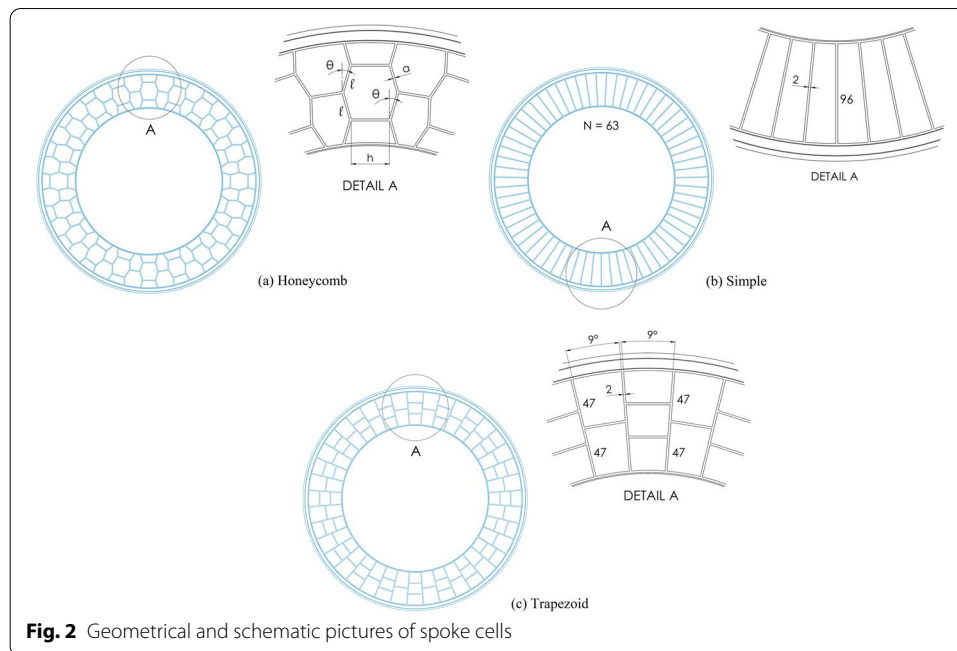 θ
ℓ
a
θ
ℓ
h
A
DETAIL A
(a) Honeycomb
2
96
N = 63
A
DETAIL A
(b) Simple
9°
9°
2
47
47
47
47
A
DETAIL A
(c) Trapezoid
Fig. 2 Geometrical and schematic pictures of spoke cells